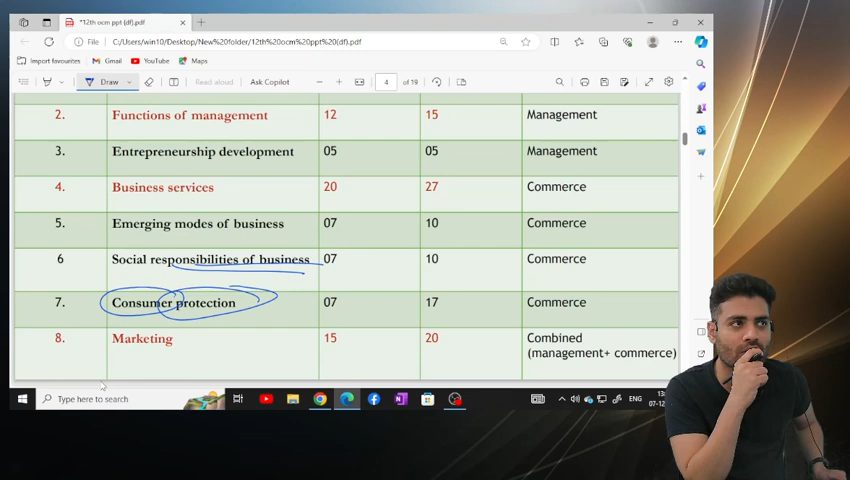 *12th ocm ppt (df).pdf
File
C:/Users/win10/Desktop/New%20folder/12th%20ocm%20ppt%20(df).pdf
Import favourites
Gmail
YouTube
Maps
Draw
Read aloud
Ask Copilot
4
of 19
2. Functions of management 12 15 Management
3. Entrepreneurship development 05 05 Management
4. Business services 20 27 Commerce
5. Emerging modes of business 07 10 Commerce
6 Social responsibilities of business 07 10 Commerce
7. Consumer protection 07 17 Commerce
8. Marketing 15 20 Combined
(management+ commerce)
Type here to search
ENG